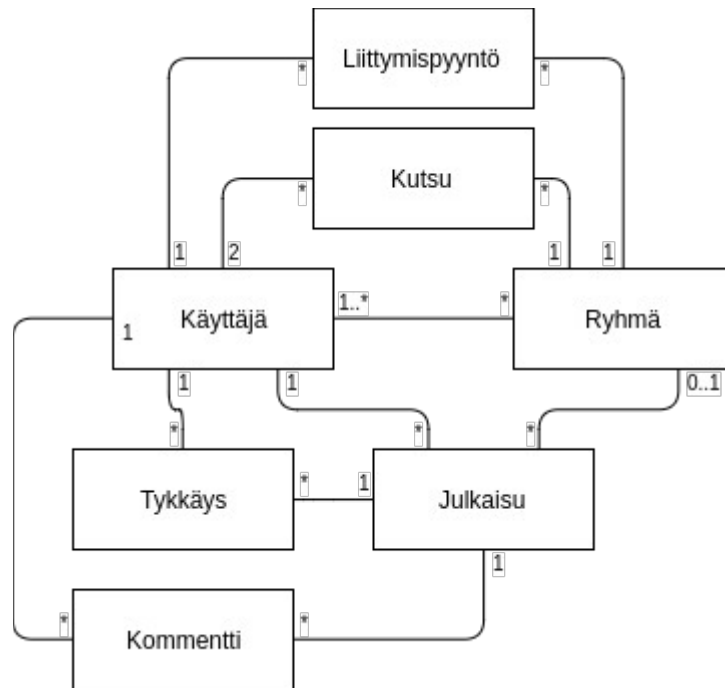 Liittymispyyntö
* *
Kutsu
* *
1 2 1 1
Käyttäjä
1
1..* *
Ryhmä
1 1 0..1
* * *
Tykkäys
* 1
Julkaisu
1
* *
Kommentti